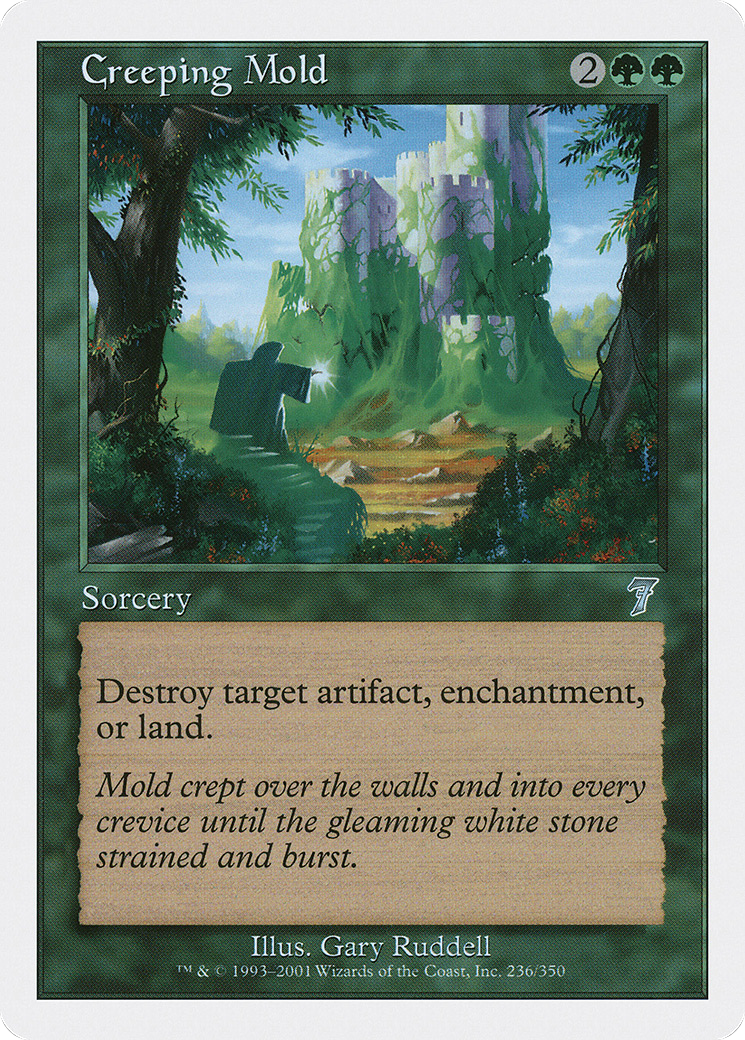 Creeping Mold 2
Sorcery 7
Destroy target artifact, enchantment,
or land.
Mold crept over the walls and into every
crevice until the gleaming white stone
strained and burst.
Illus. Gary Ruddell
™ & © 1993–2001 Wizards of the Coast, Inc. 236/350